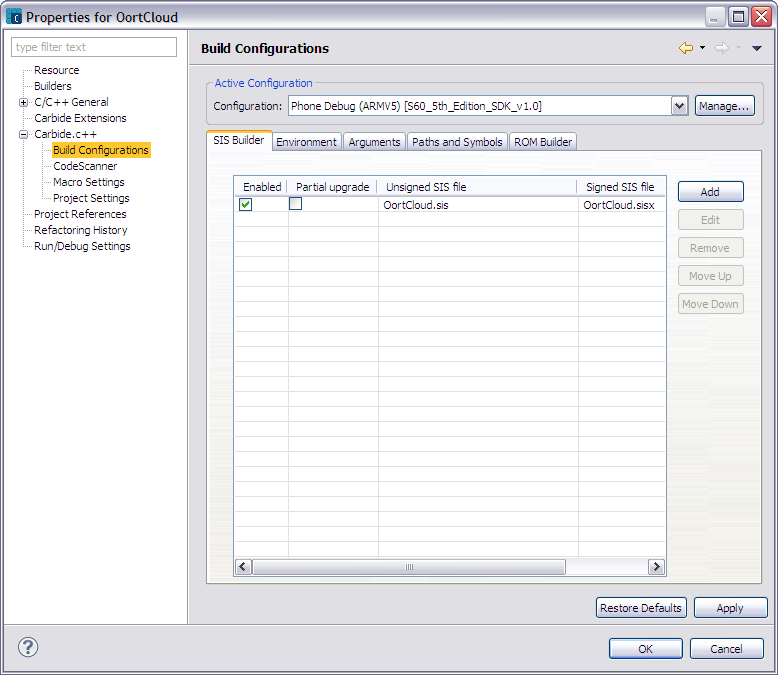 Properties for OortCloud
type filter text
Resource
Builders
C/C++ General
Carbide Extensions
Carbide.c++
Build Configurations
CodeScanner
Macro Settings
Project Settings
Project References
Refactoring History
Run/Debug Settings
Build Configurations
Active Configuration
Configuration: Phone Debug (ARMV5) [S60_5th_Edition_SDK_v1.0] Manage...
SIS Builder Environment Arguments Paths and Symbols ROM Builder
Enabled Partial upgrade Unsigned SIS file Signed SIS file
OortCloud.sis OortCloud.sisx
Add
Edit
Remove
Move Up
Move Down
Restore Defaults Apply
OK Cancel